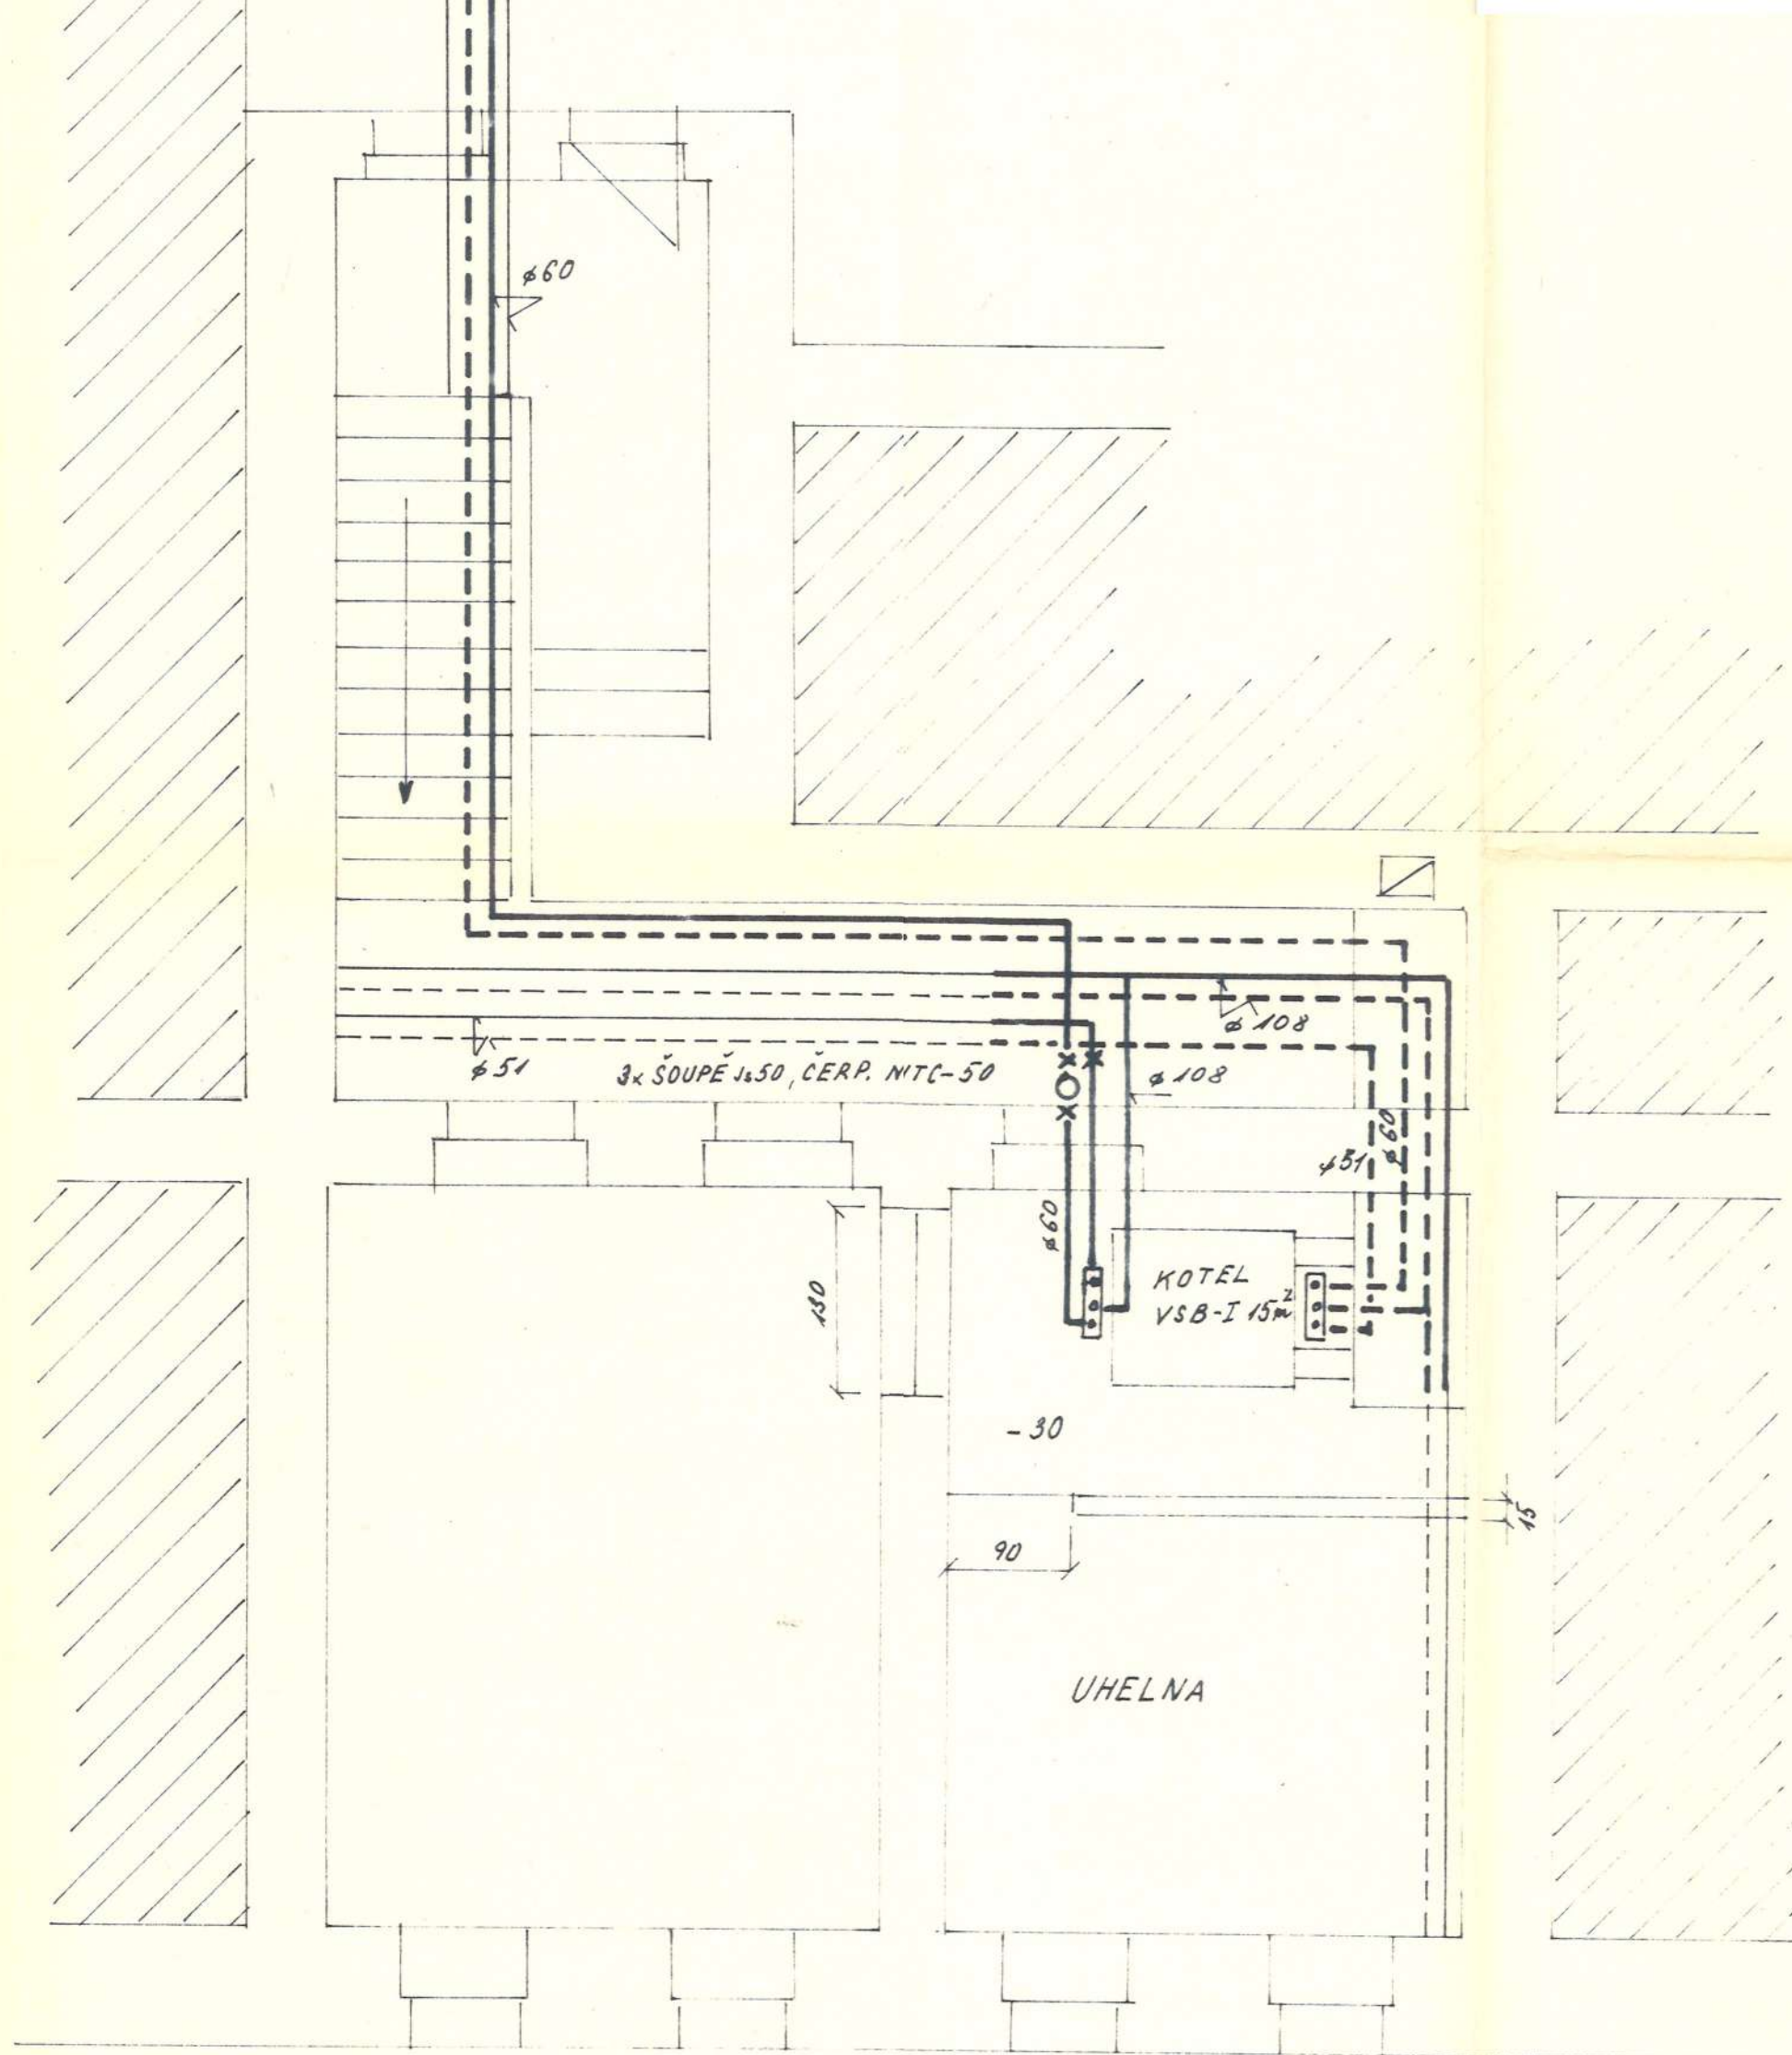 ø60
ø108
ø51
3x ŠOUPĚ Js50, ČERP. NTC-50
ø108
ø60
ø51
ø60
130
KOTEL
VSB-I 15m²
-30
15
90
UHELNA